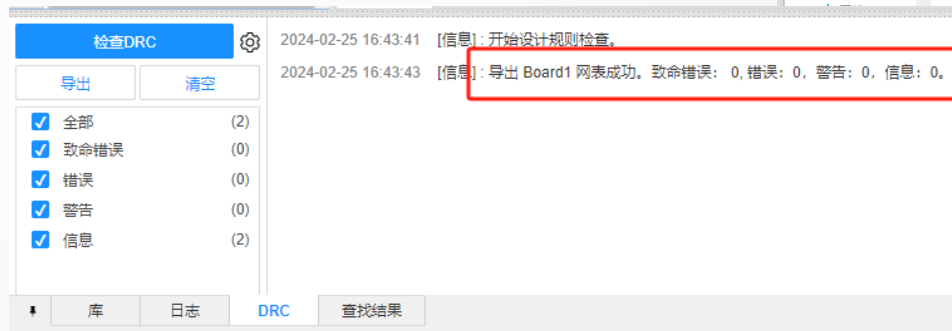 检查DRC
导出 清空
全部 (2)
致命错误 (0)
错误 (0)
警告 (0)
信息 (2)
2024-02-25 16:43:41 [信息] : 开始设计规则检查。
2024-02-25 16:43:43 [信息] : 导出 Board1 网表成功。致命错误： 0, 错误：0，警告：0，信息：0。
库 日志 DRC 查找结果